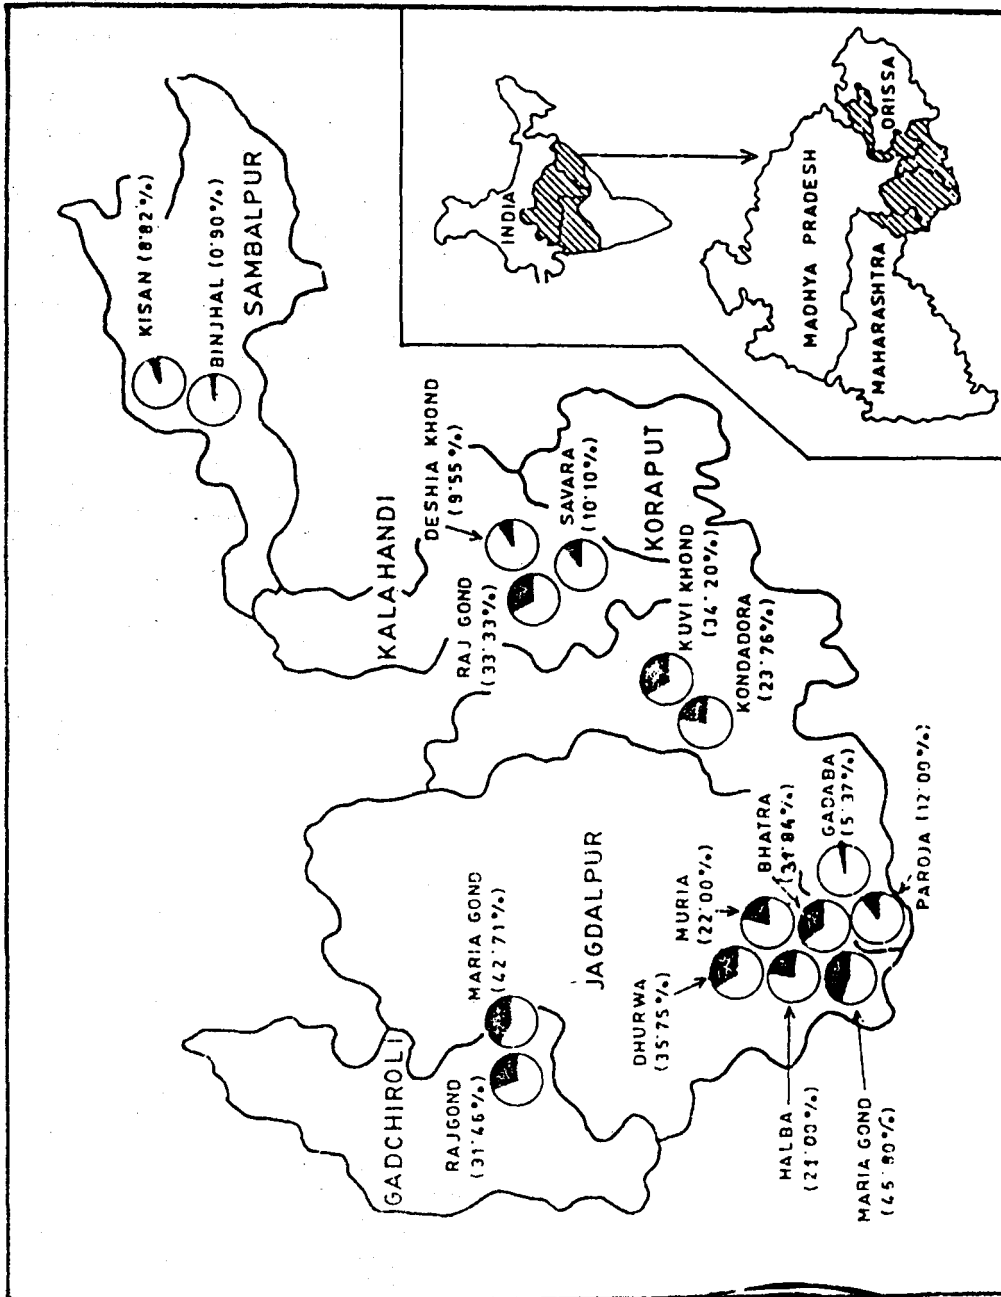 KISAN (8·82%)
BINJHAL (0·90%)
SAMBALPUR
KALAHANDI
DESHIA KHOND
(9·55%)
RAJ GOND
(33·33%)
SAVARA
(10·10%)
KORAPUT
KUVI KHOND
(34·20%)
KONDADORA
(23·76%)
GADCHIROLI
MARIA GOND
(42·71%)
RAJGOND
(31·46%)
JAGDALPUR
MURIA
(22·00%)
BHATRA
GADABA
(5·37%)
DHURWA
(35·75%)
PAROJA (12·00%)
HALBA
MARIA GOND
INDIA
MADHYA PRADESH
ORISSA
MAHARASHTRA